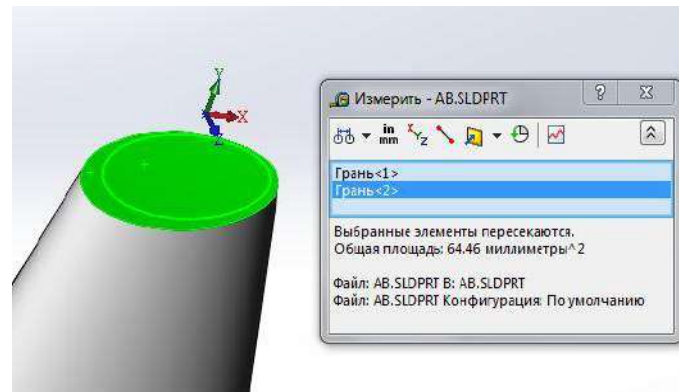 Y
X
Z
Измерить - AB.SLDPRT
in
mm
X
Y
Z
Грань<1>
Грань<2>
Выбранные элементы пересекаются.
Общая площадь: 64.46 миллиметры^2
Файл: AB.SLDPRT В: AB.SLDPRT
Файл: AB.SLDPRT Конфигурация: По умолчанию